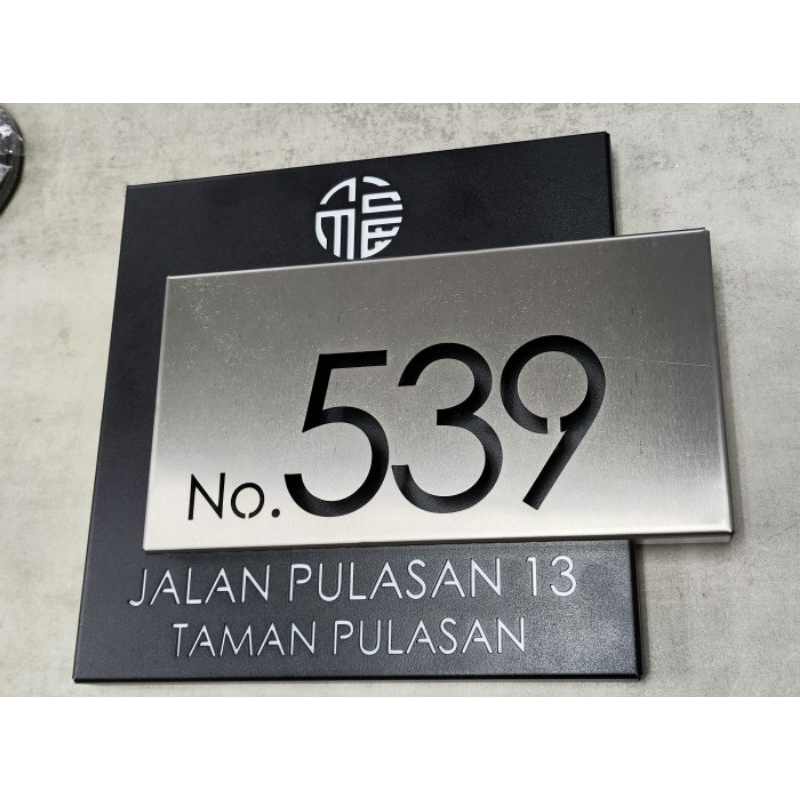 福
No. 539
JALAN PULASAN 13
TAMAN PULASAN